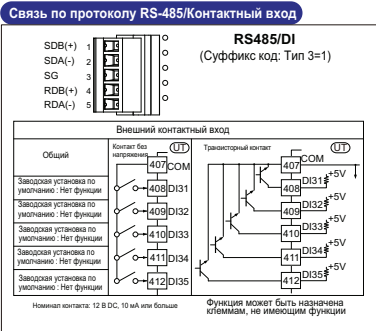 Связь по протоколу RS-485/Контактный вход
RS485/DI
(Суффикс код: Тип 3=1)
SDB(+) 1
SDA(-) 2
SG 3
RDB(+) 4
RDA(-) 5
Внешний контактный вход
Общий
Контакт без напряжения
UT
Транзисторный контакт
UT
407 COM
407 COM
Заводская установка по умолчанию : Нет функции
408 DI31
408 DI31 +5V
Заводская установка по умолчанию : Нет функции
409 DI32
409 DI32 +5V
Заводская установка по умолчанию : Нет функции
410 DI33
410 DI33 +5V
Заводская установка по умолчанию : Нет функции
411 DI34
411 DI34 +5V
Заводская установка по умолчанию : Нет функции
412 DI35
412 DI35 +5V
Номинал контакта: 12 В DC, 10 мА или больше
Функция может быть назначена
клеммам, не имеющим функции